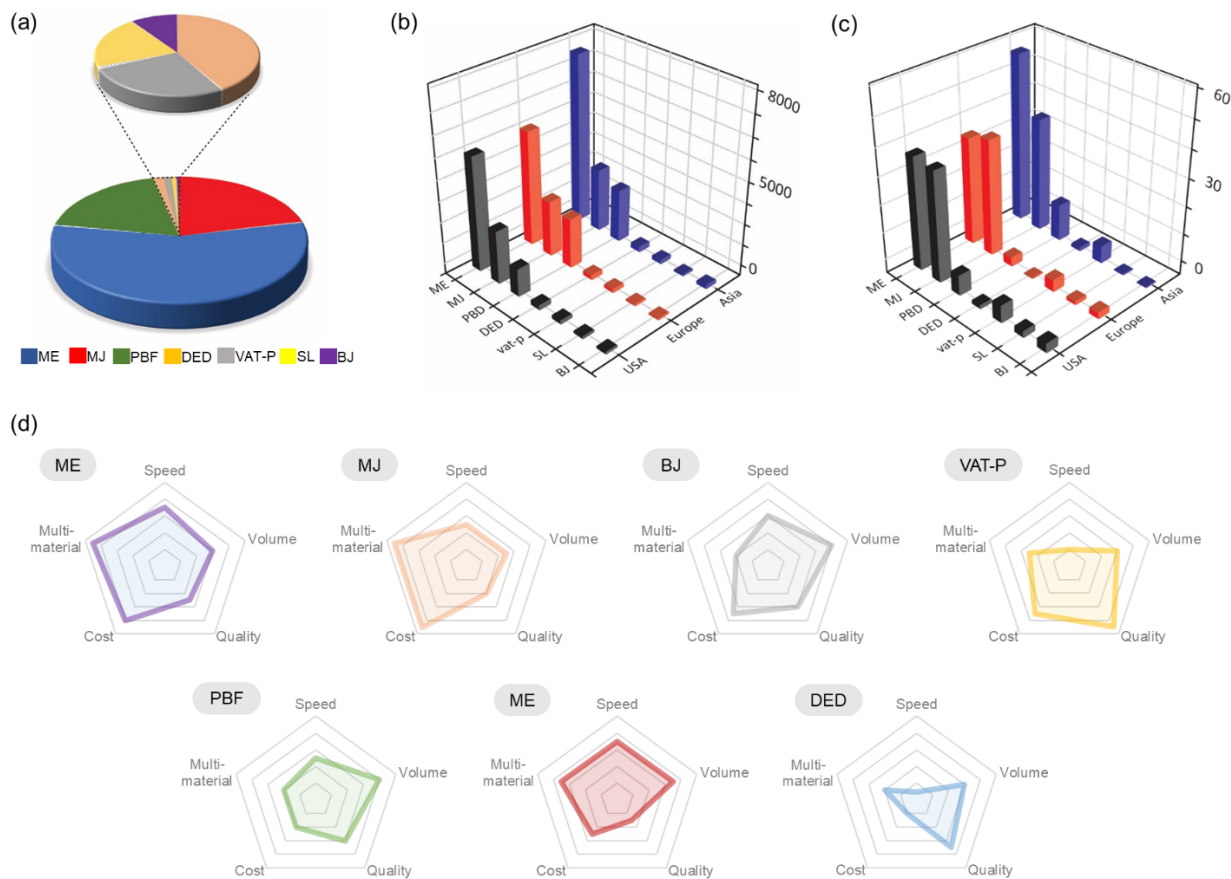 (a)
(b)
(c)
8000
5000
0
ME
MJ
PBD
DED
vat-p
SL
BJ
USA
Europe
Asia
60
30
0
ME
MJ
PBD
DED
vat-p
SL
BJ
USA
Europe
Asia
ME MJ PBF DED VAT-P SL BJ
(d)
ME
Speed
Multi-
material
Volume
Cost
Quality
MJ
Speed
Multi-
material
Volume
Cost
Quality
BJ
Speed
Multi-
material
Volume
Cost
Quality
VAT-P
Speed
Multi-
material
Volume
Cost
Quality
PBF
Speed
Multi-
material
Volume
Cost
Quality
ME
Speed
Multi-
material
Volume
Cost
Quality
DED
Speed
Multi-
material
Volume
Cost
Quality